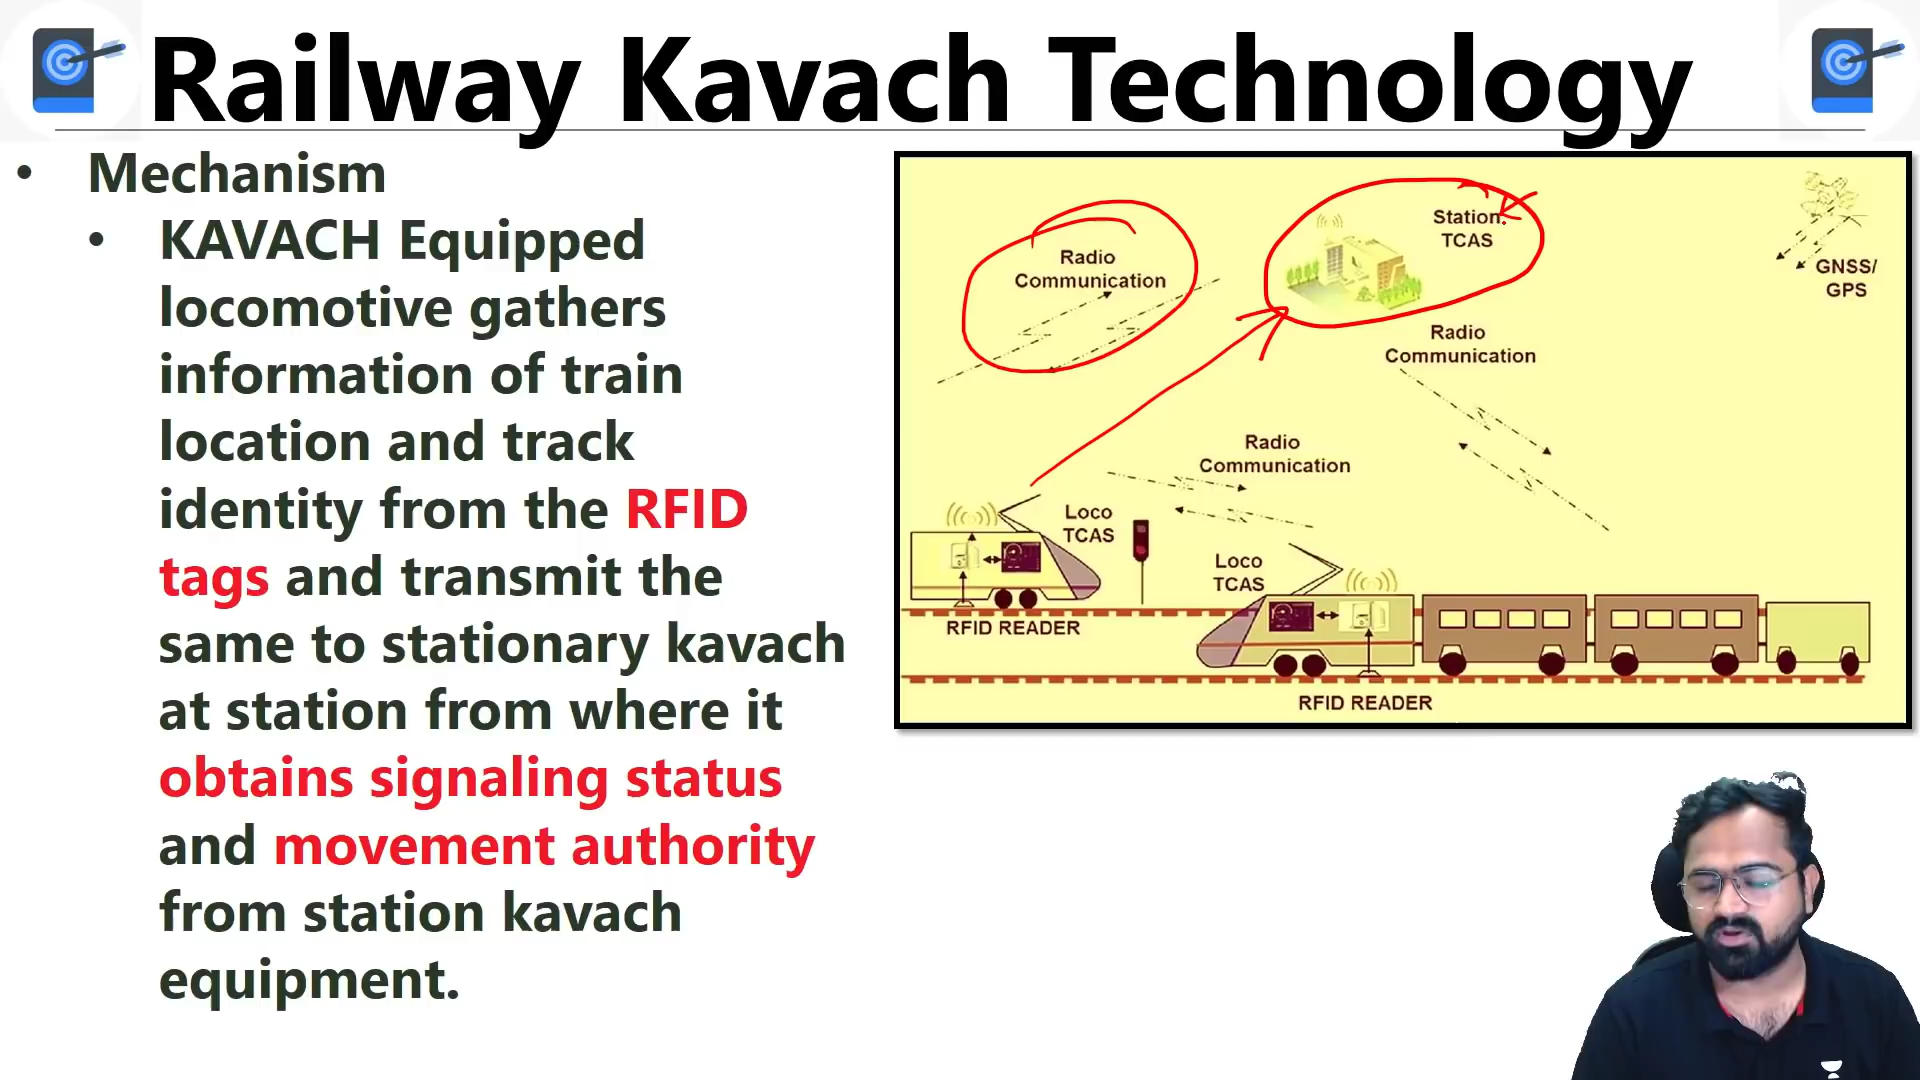 Railway Kavach Technology
• Mechanism
• KAVACH Equipped
locomotive gathers
information of train
location and track
identity from the RFID
tags and transmit the
same to stationary kavach
at station from where it
obtains signaling status
and movement authority
from station kavach
equipment.
Radio
Communication
Station
TCAS
GNSS/
GPS
Radio
Communication
Radio
Communication
Loco
TCAS
Loco
TCAS
RFID READER
RFID READER